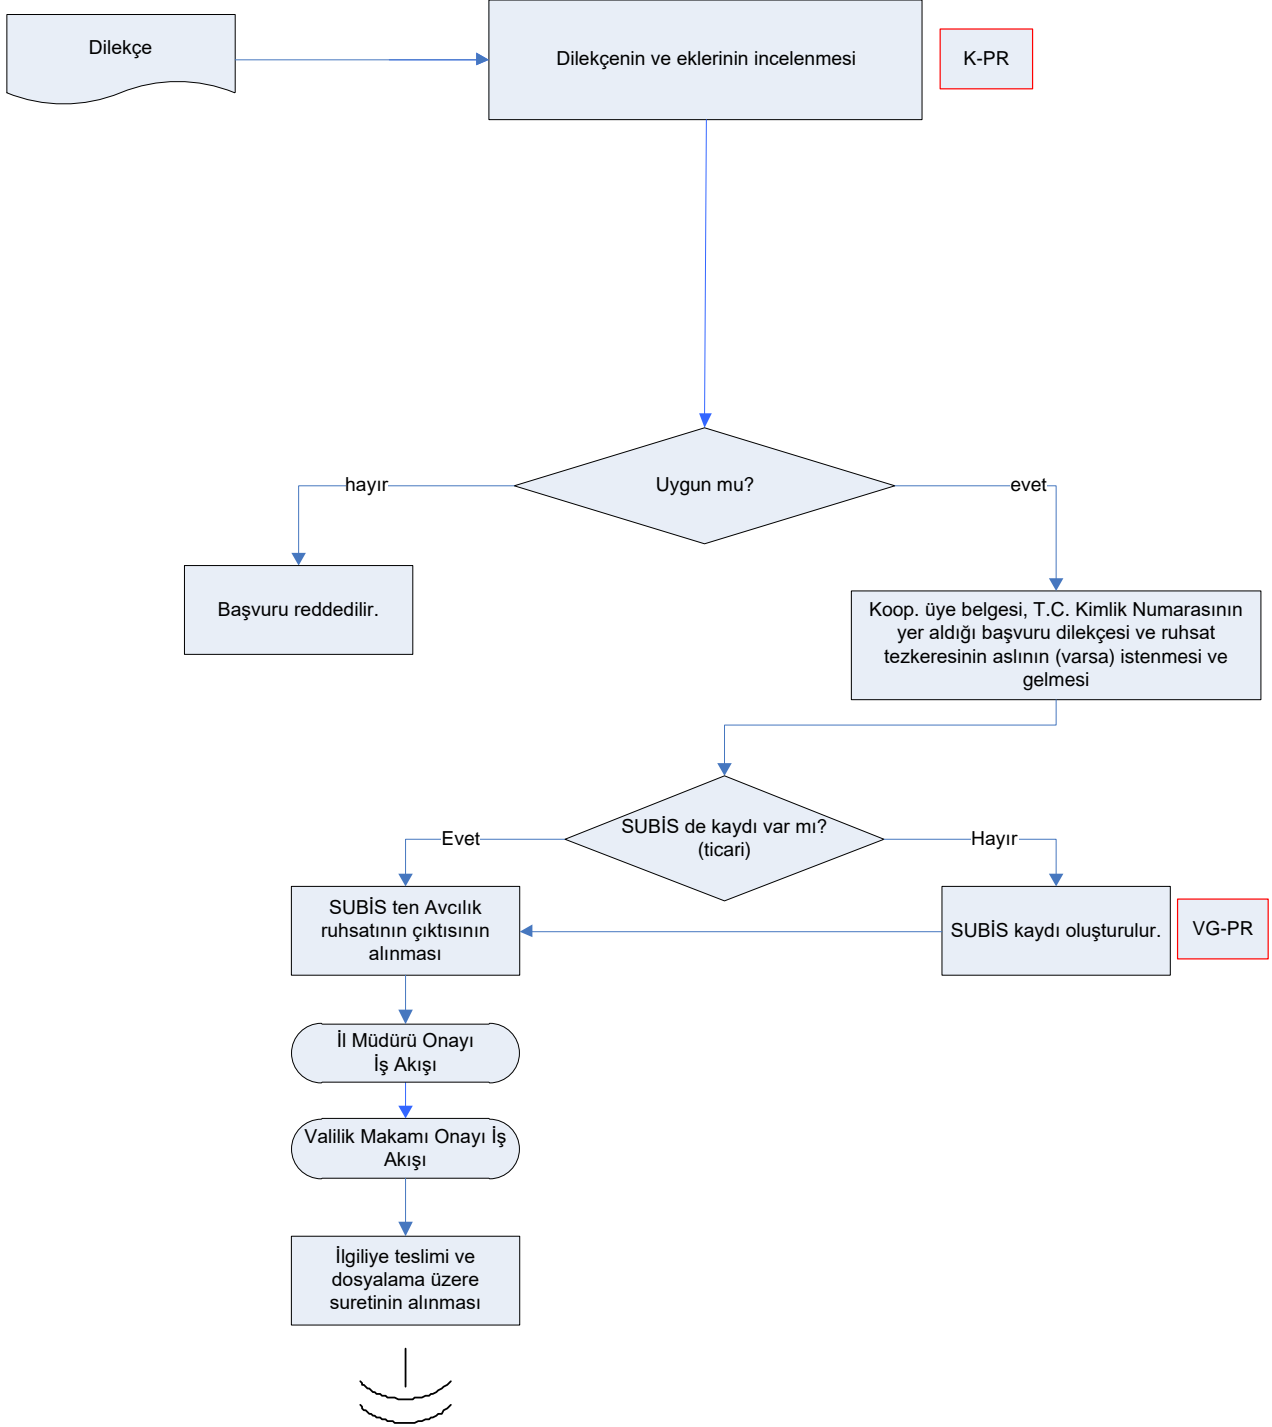 Dilekçe
Dilekçenin ve eklerinin incelenmesi
K-PR
Uygun mu?
hayır
evet
Başvuru reddedilir.
Koop. üye belgesi, T.C. Kimlik Numarasının
yer aldığı başvuru dilekçesi ve ruhsat
tezkeresinin aslının (varsa) istenmesi ve
gelmesi
SUBİS de kaydı var mı?
(ticari)
Evet
Hayır
SUBİS ten Avcılık
ruhsatının çıktısının
alınması
SUBİS kaydı oluşturulur.
VG-PR
İl Müdürü Onayı
İş Akışı
Valilik Makamı Onayı İş
Akışı
İlgiliye teslimi ve
dosyalama üzere
suretinin alınması